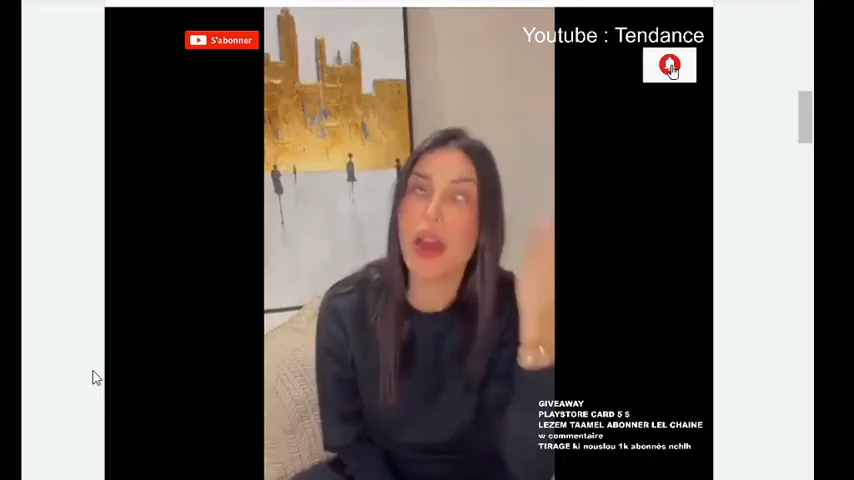 S'abonner
Youtube : Tendance
GIVEAWAY
PLAYSTORE CARD 5 $
LEZEM TAAMEL ABONNER LEL CHAINE
w commentaire
TIRAGE ki nouslou 1k abonnés nchlh